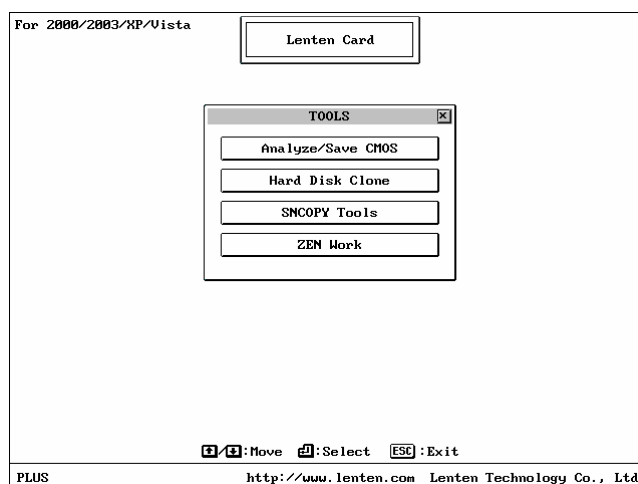 For 2000/2003/XP/Vista
Lenten Card
TOOLS
Analyze/Save CMOS
Hard Disk Clone
SNCOPY Tools
ZEN Work
/ :Move :Select ESC :Exit
PLUS http://www.lenten.com Lenten Technology Co., Ltd